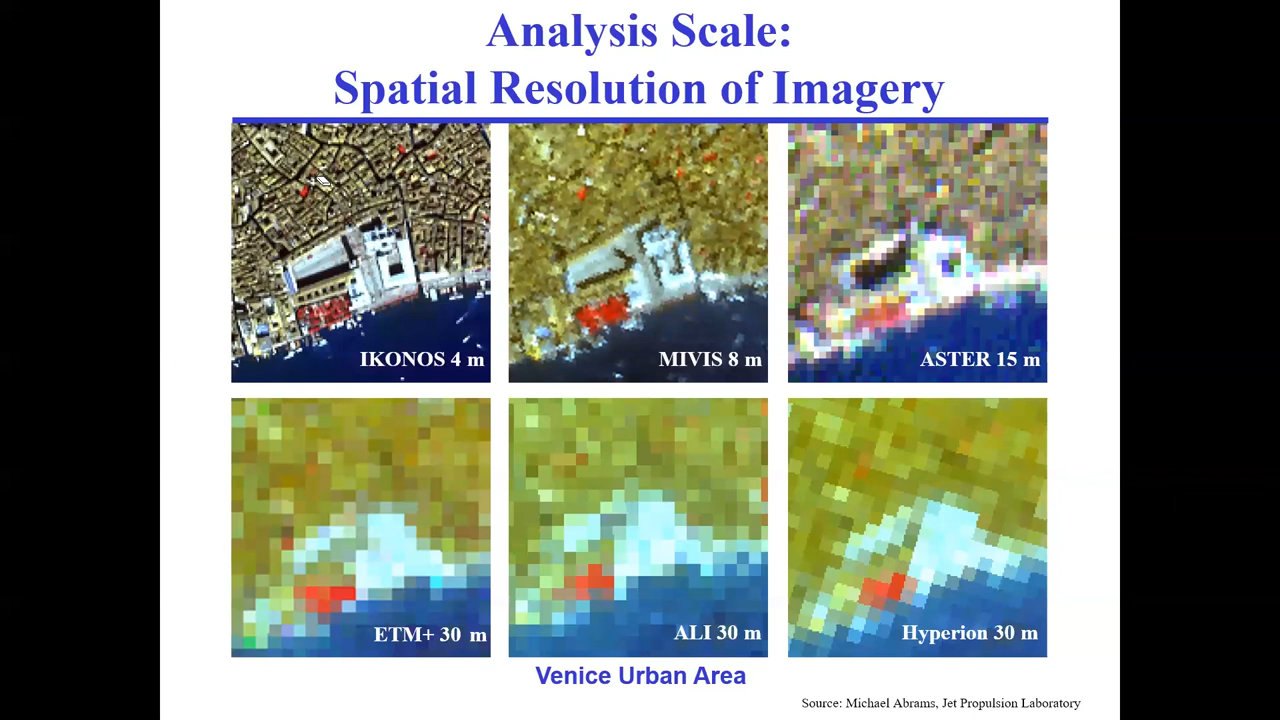 Analysis Scale:
Spatial Resolution of Imagery
IKONOS 4 m
MIVIS 8 m
ASTER 15 m
ETM+ 30 m
ALI 30 m
Hyperion 30 m
Venice Urban Area
Source: Michael Abrams, Jet Propulsion Laboratory